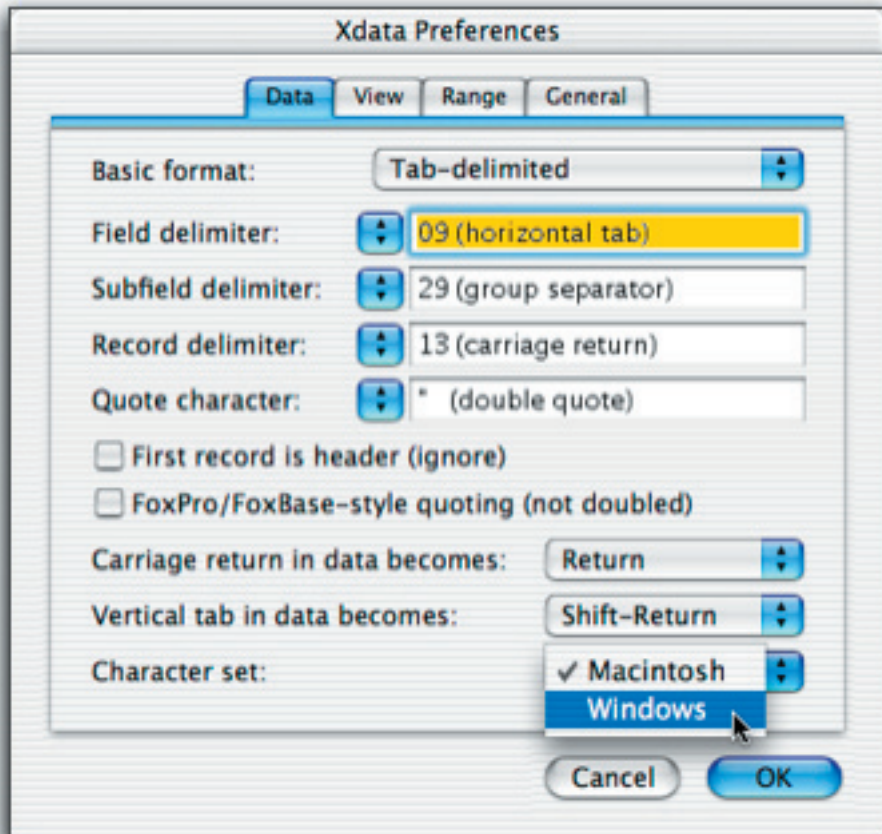 Xdata Preferences
Data View Range General
Basic format: Tab-delimited
Field delimiter: 09 (horizontal tab)
Subfield delimiter: 29 (group separator)
Record delimiter: 13 (carriage return)
Quote character: " (double quote)
First record is header (ignore)
FoxPro/FoxBase-style quoting (not doubled)
Carriage return in data becomes: Return
Vertical tab in data becomes: Shift-Return
Character set: ✓ Macintosh
Windows
Cancel OK